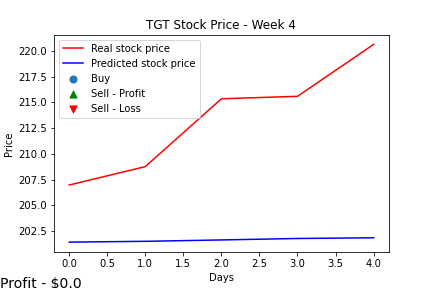 TGT Stock Price - Week 4
Real stock price
Predicted stock price
Buy
Sell - Profit
Sell - Loss
220.0
217.5
215.0
212.5
210.0
207.5
205.0
202.5
Price
0.0 0.5 1.0 1.5 2.0 2.5 3.0 3.5 4.0
Days
Profit - $0.0